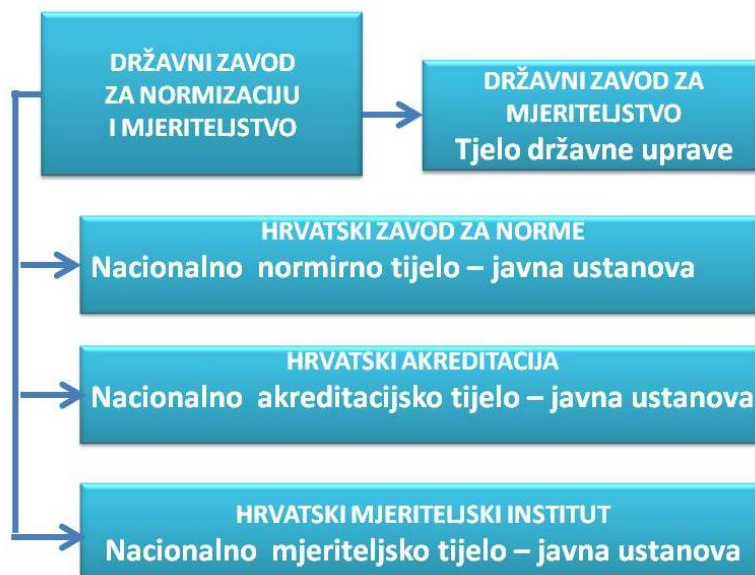 DRŽAVNI ZAVOD
ZA NORMIZACIJU
I MJERITELJSTVO
DRŽAVNI ZAVOD ZA
MJERITELJSTVO
Tjelo državne uprave
HRVATSKI ZAVOD ZA NORME
Nacionalno normirno tijelo – javna ustanova
HRVATSKI AKREDITACIJA
Nacionalno akreditacijsko tijelo – javna ustanova
HRVATSKI MJERITELJSKI INSTITUT
Nacionalno mjeriteljsko tijelo – javna ustanova